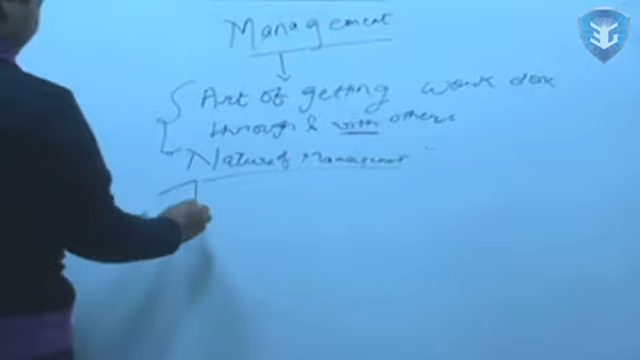 Management
Art of getting work done
through & with others
Nature of Management